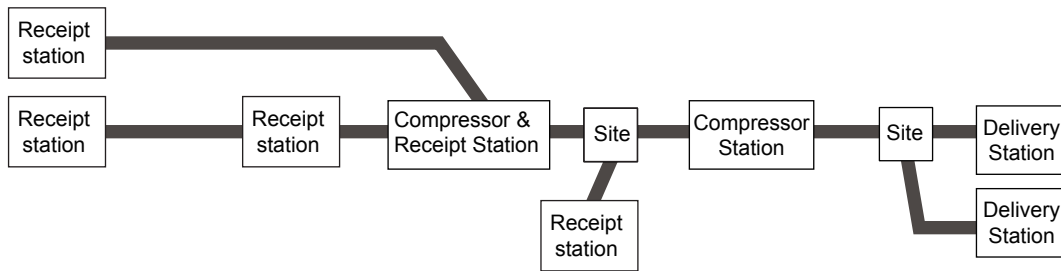 Receipt
station
Receipt
station
Receipt
station
Compressor &
Receipt Station
Site
Compressor
Station
Site
Delivery
Station
Receipt
station
Delivery
Station